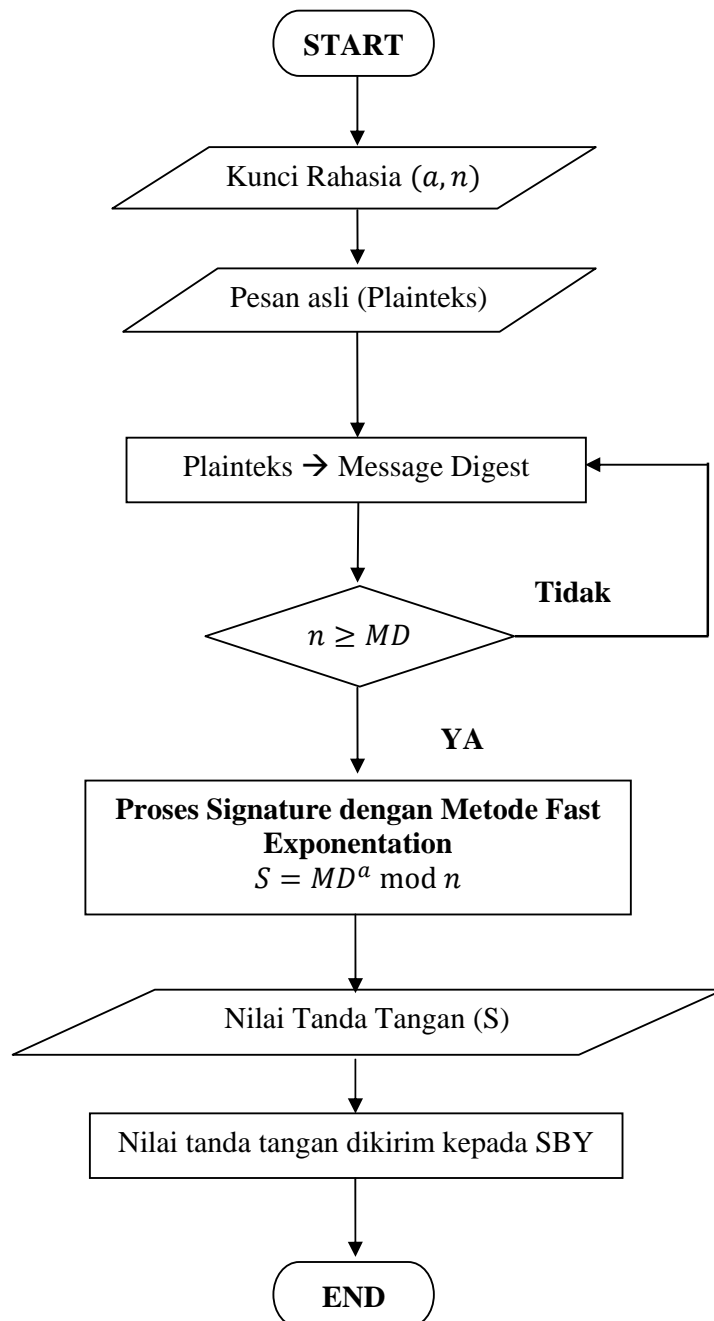 START
Kunci Rahasia (𝑎, 𝑛)
Pesan asli (Plainteks)
Plainteks → Message Digest
Tidak
𝑛 ≥ 𝑀𝐷
YA
Proses Signature dengan Metode Fast
Exponentation
𝑆 = 𝑀𝐷ᵃ mod 𝑛
Nilai Tanda Tangan (S)
Nilai tanda tangan dikirim kepada SBY
END